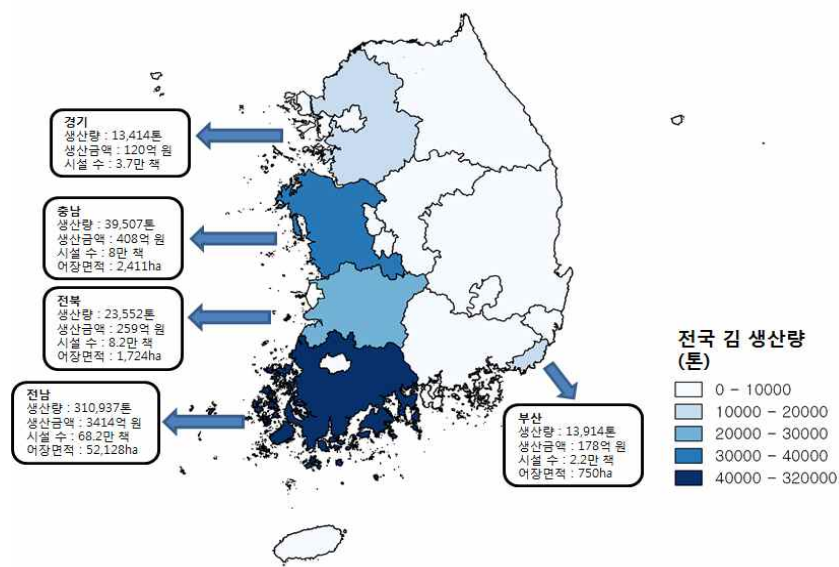 경기
생산량 : 13,414톤
생산금액 : 120억 원
시설 수 : 3.7만 책
충남
생산량 : 39,507톤
생산금액 : 408억 원
시설 수 : 8만 책
어장면적 : 2,411ha
전북
생산량 : 23,552톤
생산금액 : 259억 원
시설 수 : 8.2만 책
어장면적 : 1,724ha
전남
생산량 : 310,937톤
생산금액 : 3414억 원
시설 수 : 68.2만 책
어장면적 : 52,128ha
부산
생산량 : 13,914톤
생산금액 : 178억 원
시설 수 : 2.2만 책
어장면적 : 750ha
전국 김 생산량
(톤)
0 - 10000
10000 - 20000
20000 - 30000
30000 - 40000
40000 - 320000